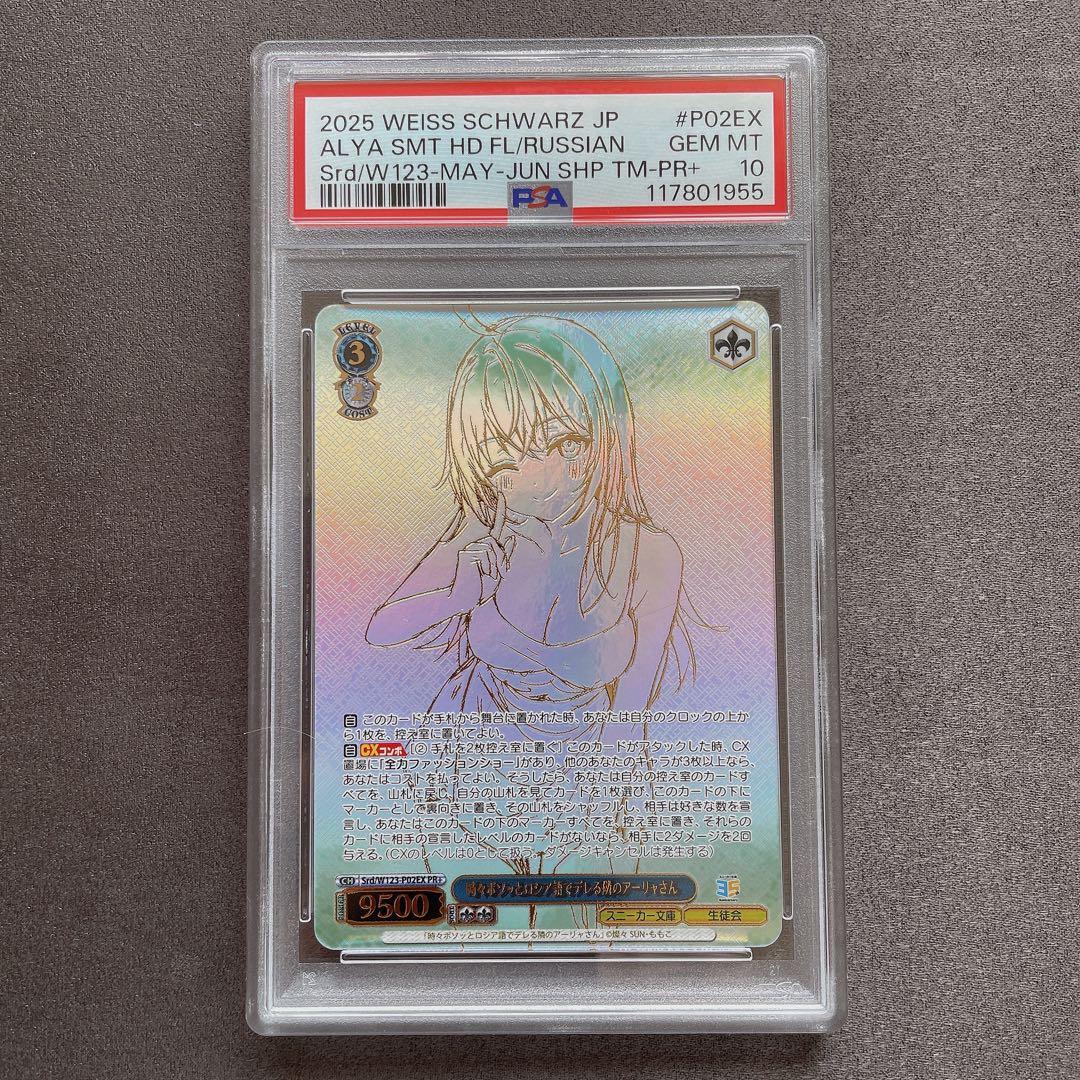 2025 WEISS SCHWARZ JP #P02EX
ALYA SMT HD FL/RUSSIAN GEM MT
Srd/W123-MAY-JUN SHP TM-PR+ 10
PSA 117801955
LEVEL
3
2
COST
自 このカードが手札から舞台に置かれた時、あなたは自分のクロックの上か
ら1枚を、控え室に置いてよい。
自 CXコンボ [② 手札を2枚控え室に置く] このカードがアタックした時、CX
置場に「全力ファッションショー」があり、他のあなたのキャラが3枚以上なら、
あなたはコストを払ってよい。そうしたら、あなたは自分の控え室のカードす
べてを、山札に戻し、自分の山札を見てカードを1枚選び、このカードの下に
マーカーとして裏向きに置き、その山札をシャッフルし、相手は好きな数を宣
言し、あなたはこのカードの下のマーカーすべてを、控え室に置き、それらの
カードに相手の宣言したレベルのカードがないなら、相手に2ダメージを2回
与える。(CXのレベルは0として扱う。ダメージキャンセルは発生する)
CH Srd/W123-P02EX PR+
時々ボソッとロシア語でデレる隣のアーリャさん
35
POWER 9500 SOUL
スニーカー文庫 生徒会
「時々ボソッとロシア語でデレる隣のアーリャさん」©燦々SUN・ももこ